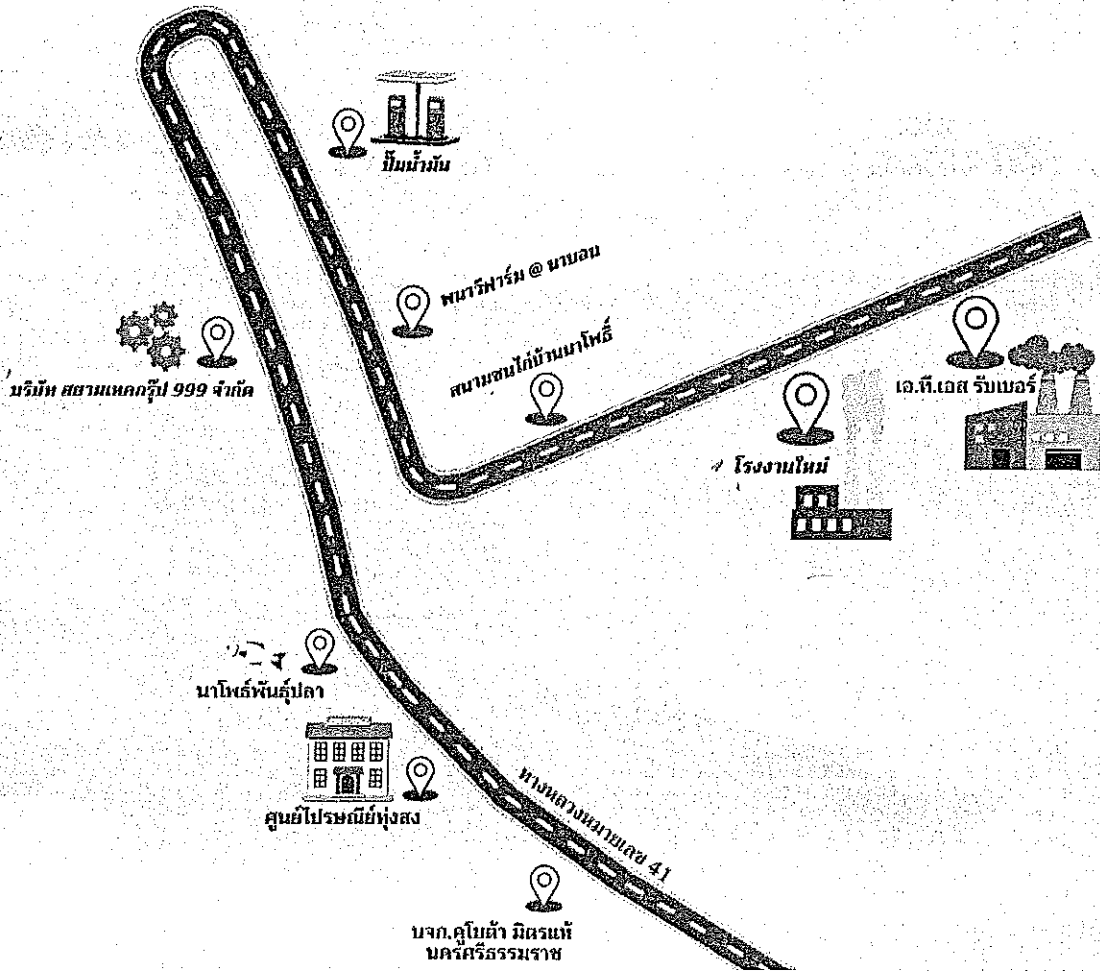 ปั๊มน้ำมัน
พนารีฟาร์ม @ นาบอน
สนามชนไก่บ้านนาโพธิ์
บริษัท สยามเทคกรุ๊ป 999 จำกัด
เอ.ที.เอส รับเบอร์
โรงงานใหม่
นาโพธิ์พันธุ์ปลา
ศูนย์ไปรษณีย์ทุ่งสง
ทางหลวงหมายเลข 41
บจก.คูโบต้า มิตรแท้
นครศรีธรรมราช